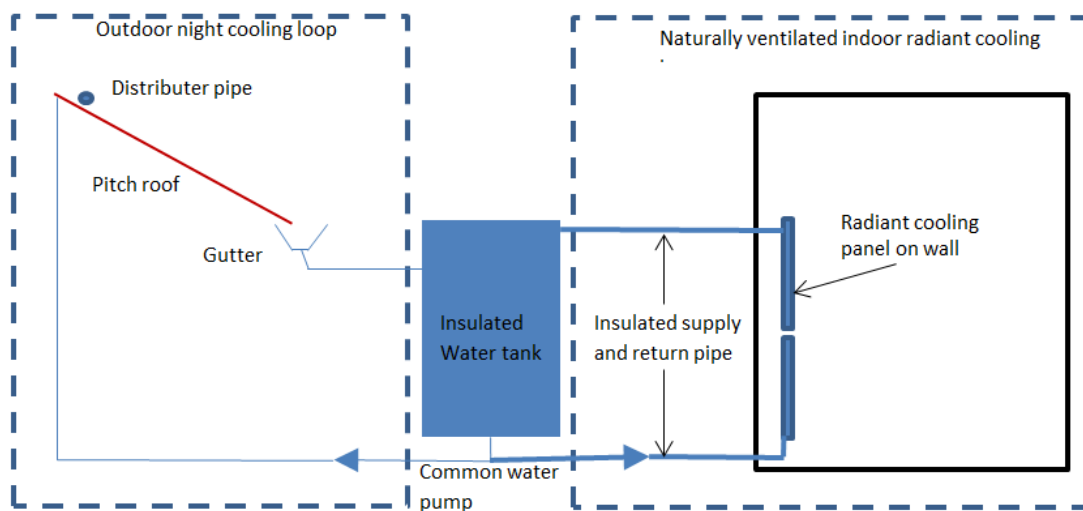 Outdoor night cooling loop
Distributer pipe
Pitch roof
Gutter
Insulated
Water tank
Common water
pump
Naturally ventilated indoor radiant cooling
.
Insulated supply
and return pipe
Radiant cooling
panel on wall